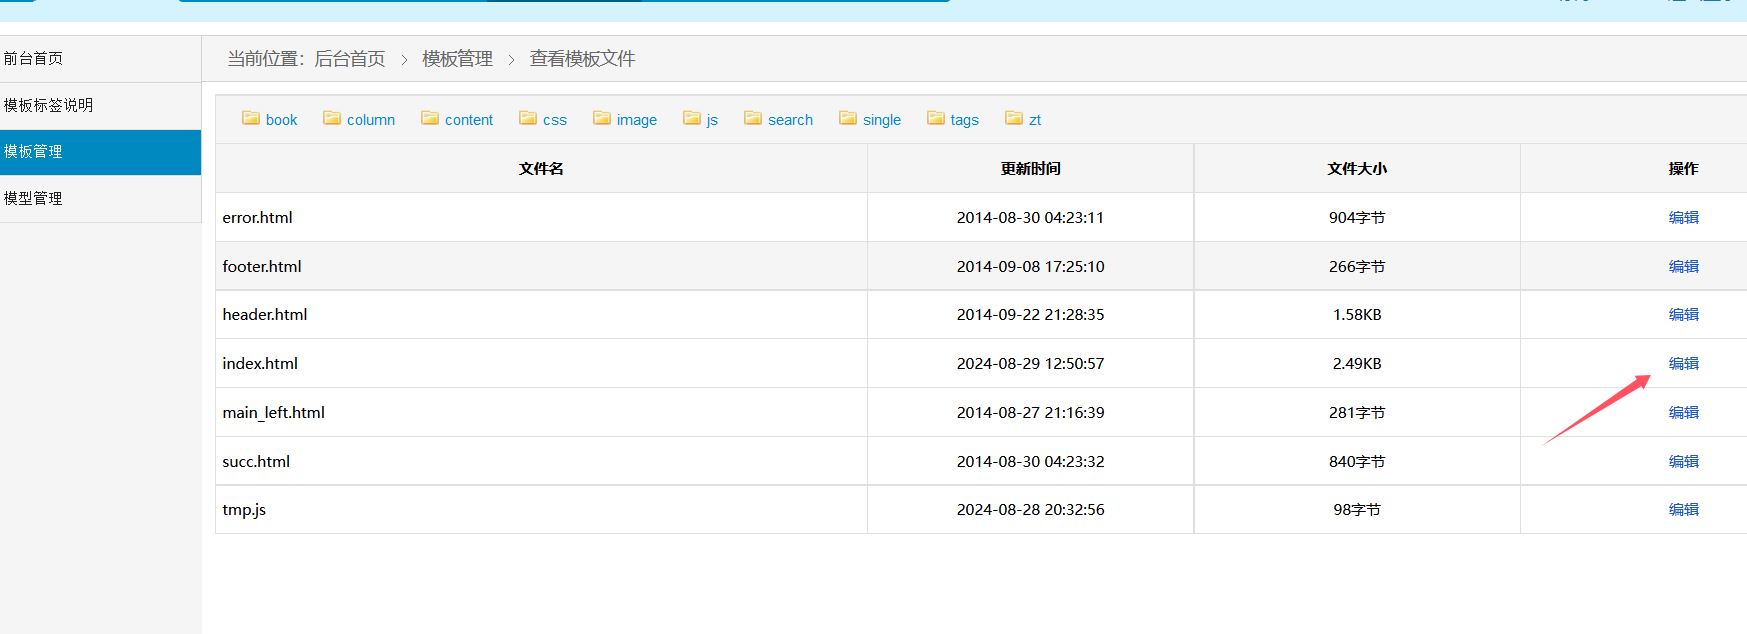 前台首页
模板标签说明
模板管理
模型管理
当前位置：后台首页 > 模板管理 > 查看模板文件
book column content css image js search single tags zt
文件名 更新时间 文件大小 操作
error.html 2014-08-30 04:23:11 904字节 编辑
footer.html 2014-09-08 17:25:10 266字节 编辑
header.html 2014-09-22 21:28:35 1.58KB 编辑
index.html 2024-08-29 12:50:57 2.49KB 编辑
main_left.html 2014-08-27 21:16:39 281字节 编辑
succ.html 2014-08-30 04:23:32 840字节 编辑
tmp.js 2024-08-28 20:32:56 98字节 编辑